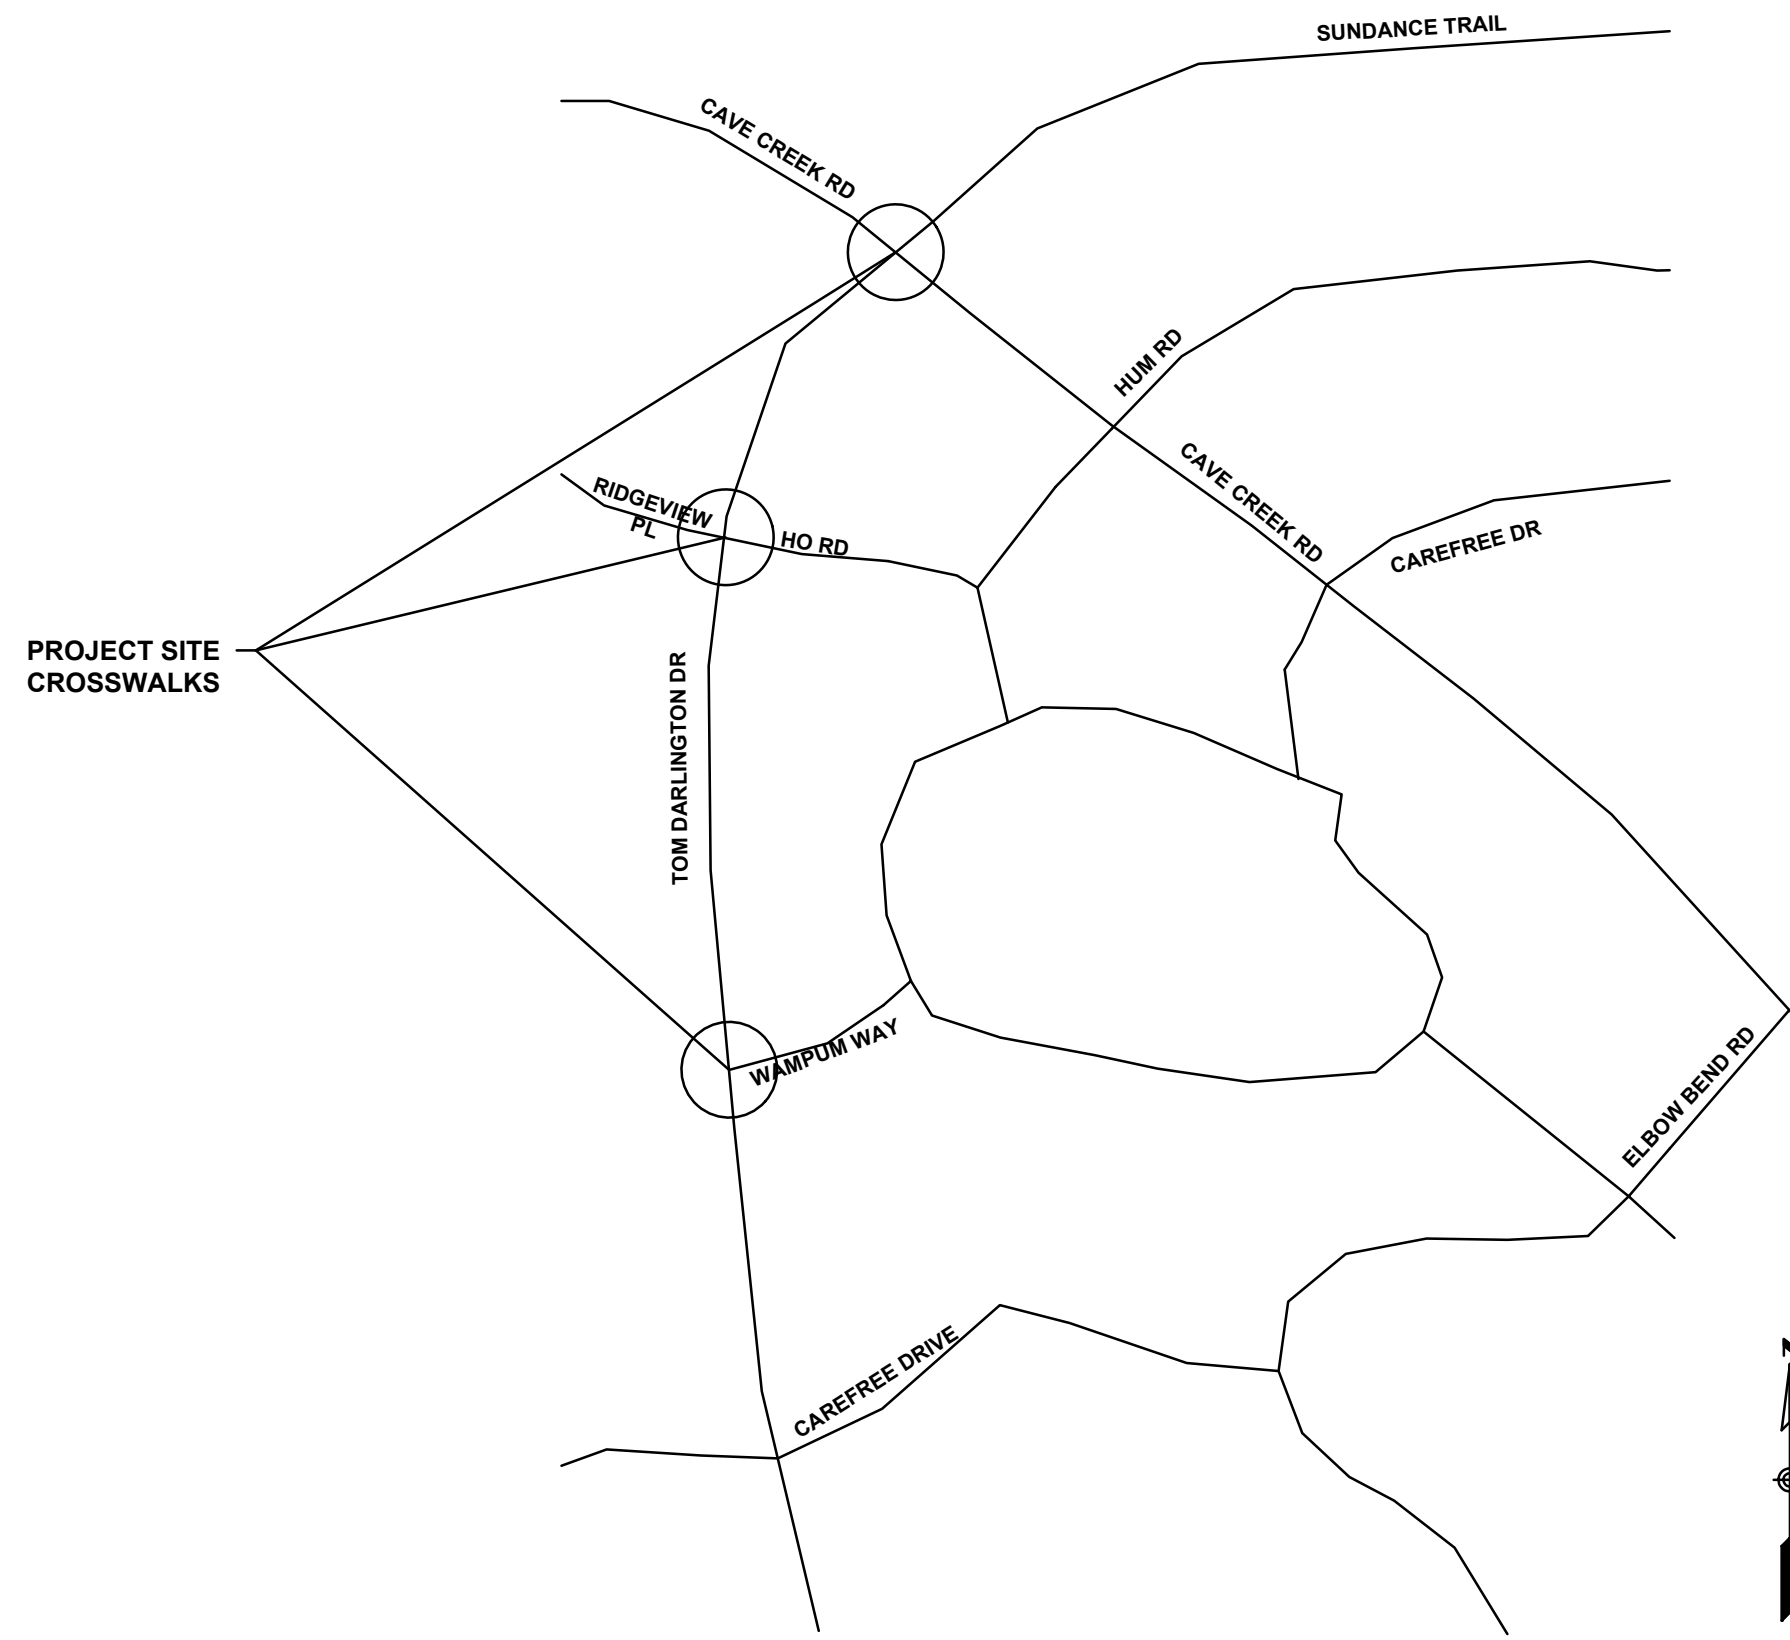 SUNDANCE TRAIL
CAVE CREEK RD
HUM RD
CAVE CREEK RD
RIDGEVIEW
PL
HO RD
CAREFREE DR
PROJECT SITE
CROSSWALKS
TOM DARLINGTON DR
WAMPUM WAY
ELBOW BEND RD
CAREFREE DRIVE